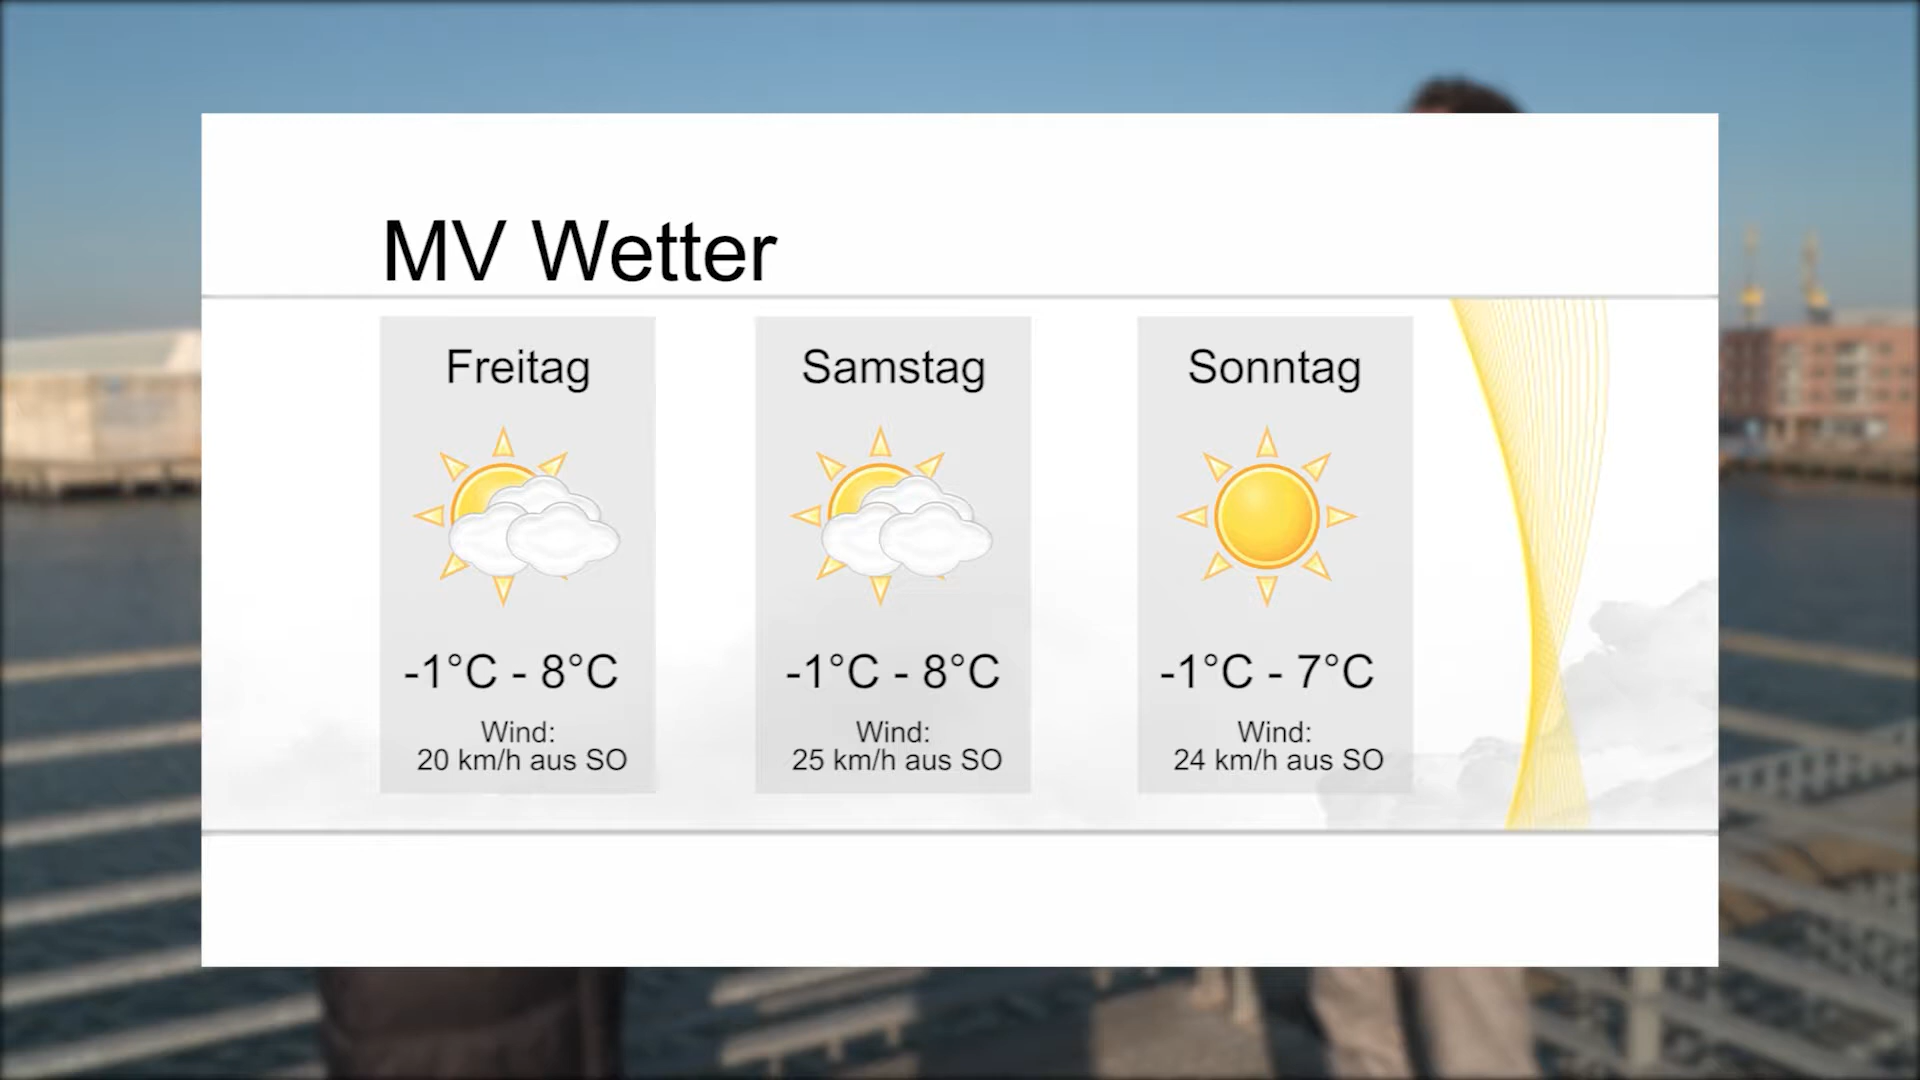 MV Wetter
Freitag
-1°C - 8°C
Wind:
20 km/h aus SO
Samstag
-1°C - 8°C
Wind:
25 km/h aus SO
Sonntag
-1°C - 7°C
Wind:
24 km/h aus SO